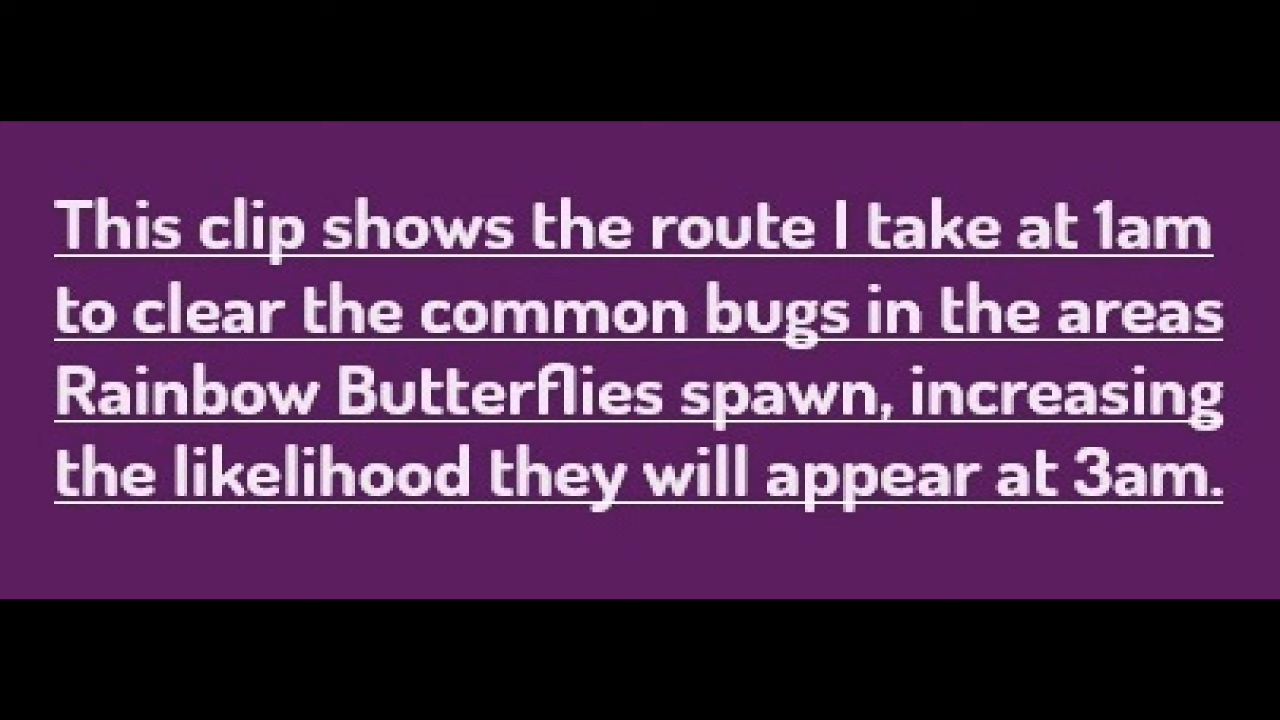 This clip shows the route I take at 1am
to clear the common bugs in the areas
Rainbow Butterflies spawn, increasing
the likelihood they will appear at 3am.